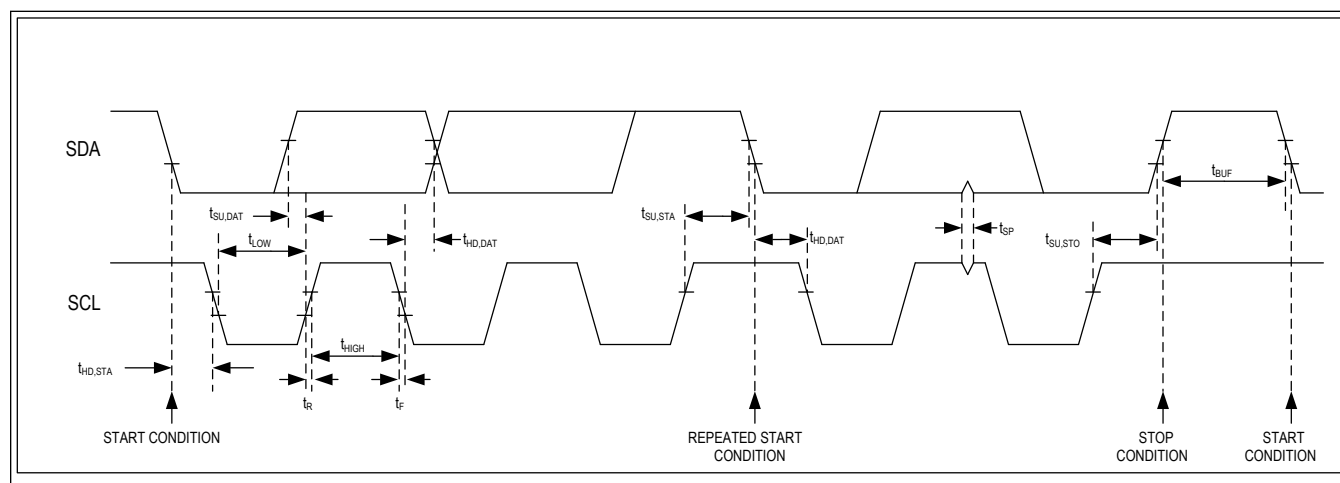 SDA
tSU,DAT
tLOW
tHD,DAT
tSU,STA
tHD,DAT
tSP
tSU,STO
tBUF
SCL
tHD,STA
tHIGH
tR
tF
START CONDITION
REPEATED START
CONDITION
STOP
CONDITION
START
CONDITION